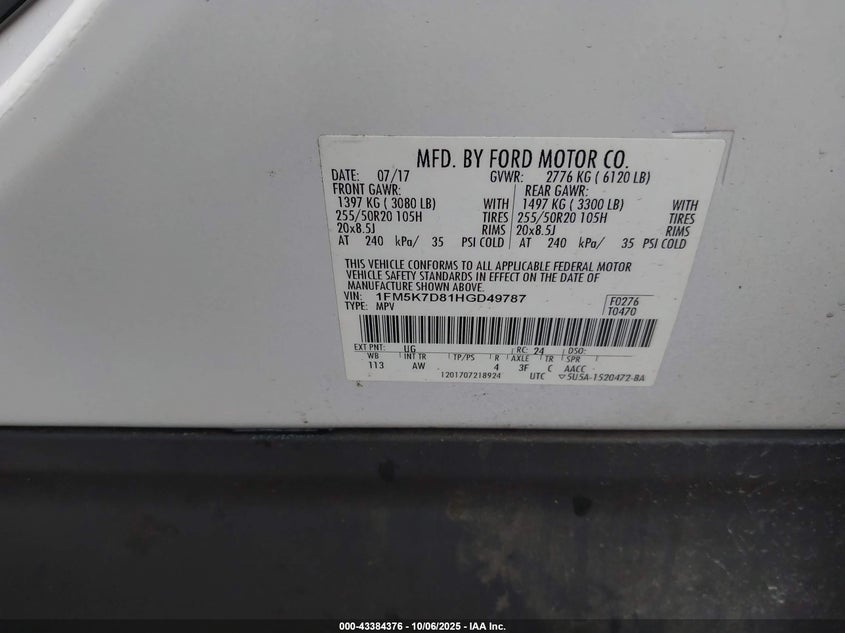 MFD. BY FORD MOTOR CO.
DATE: 07/17 GVWR: 2776 KG ( 6120 LB)
FRONT GAWR: REAR GAWR:
1397 KG ( 3080 LB) WITH 1497 KG ( 3300 LB) WITH
255/50R20 105H TIRES 255/50R20 105H TIRES
20x8.5J RIMS 20x8.5J RIMS
AT 240 kPa/ 35 PSI COLD AT 240 kPa/ 35 PSI COLD
THIS VEHICLE CONFORMS TO ALL APPLICABLE FEDERAL MOTOR
VEHICLE SAFETY STANDARDS IN EFFECT ON THE DATE OF
MANUFACTURE SHOWN ABOVE.
VIN: 1FM5K7D81HGD49787 F0276
TYPE: MPV T0470
EXT PNT: UG RC: 24 DSO:
WB INT TR TP/PS R AXLE TR SPR
113 AW 4 3F C AACC
1201707218924 UTC ▽5U5A-1520472-BA
000-43384376 - 10/06/2025 - IAA Inc.